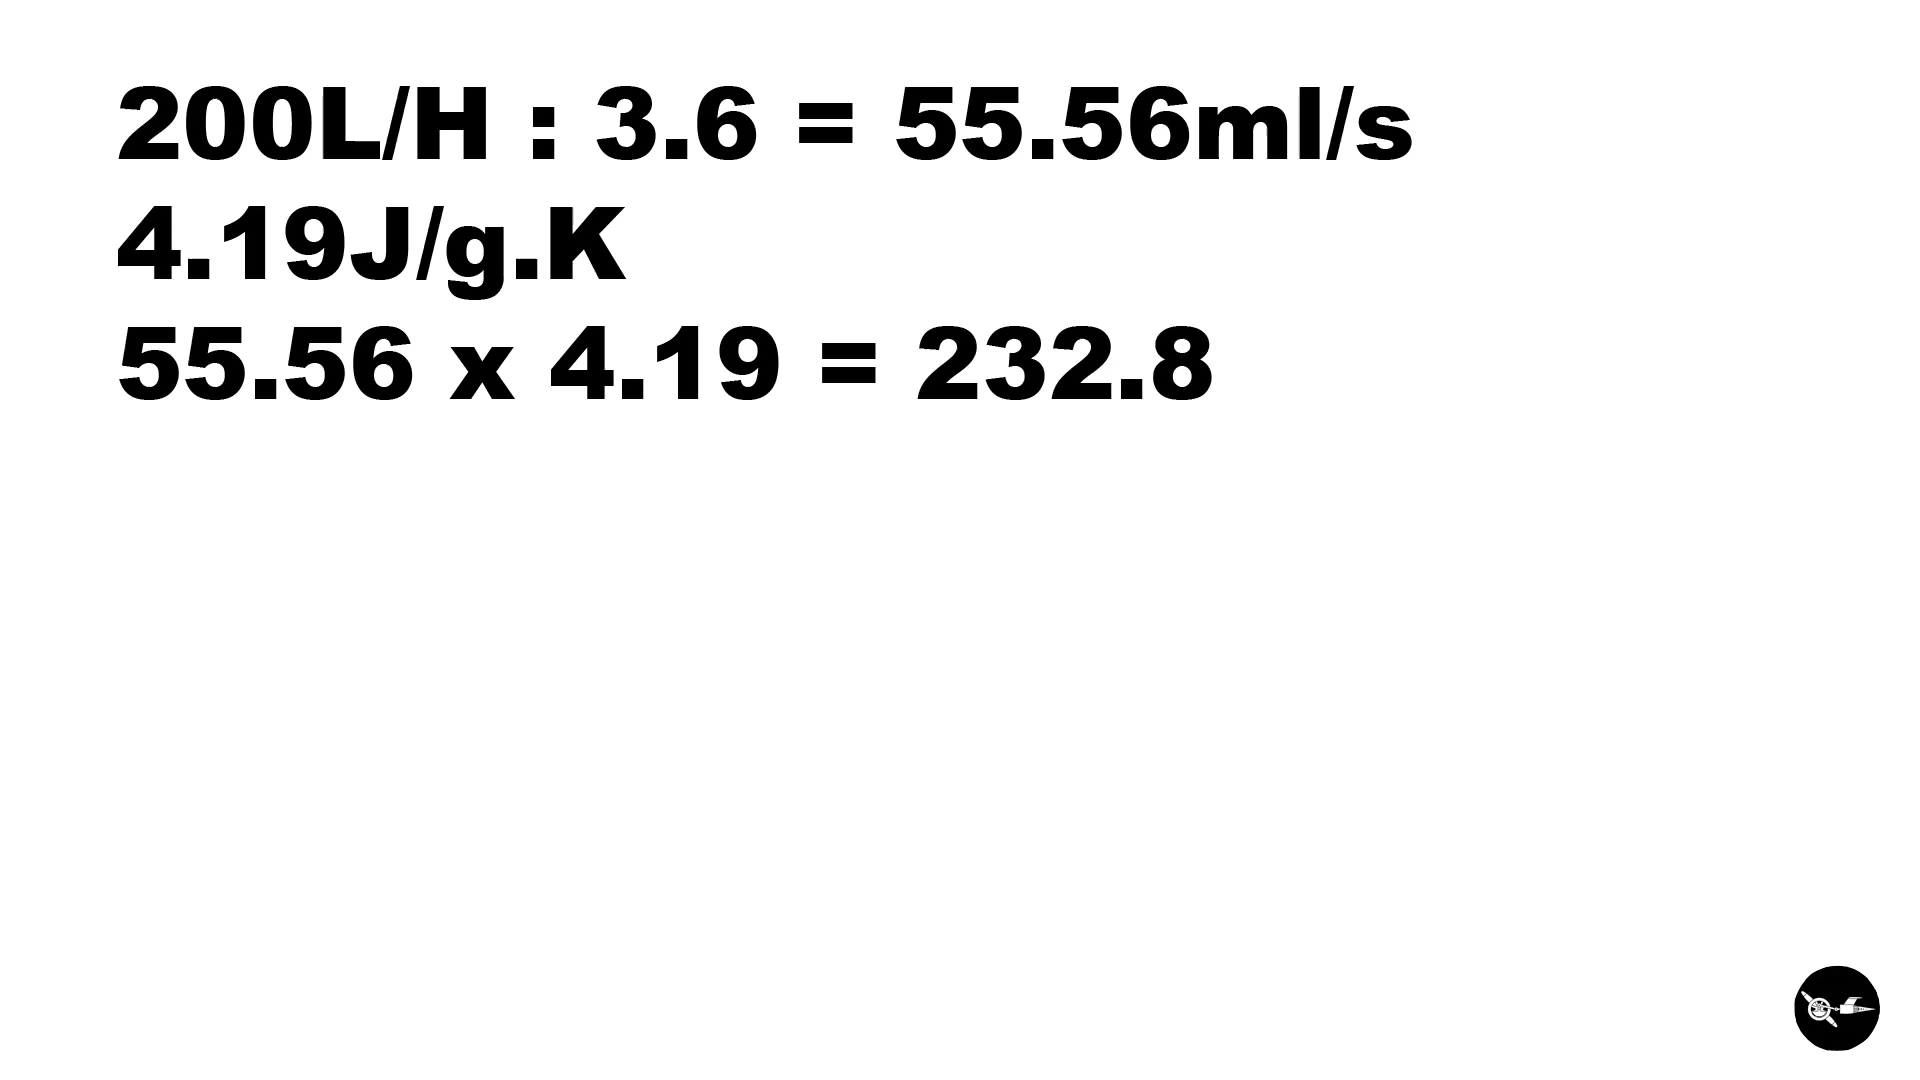 200L/H : 3.6 = 55.56ml/s
4.19J/g.K
55.56 x 4.19 = 232.8